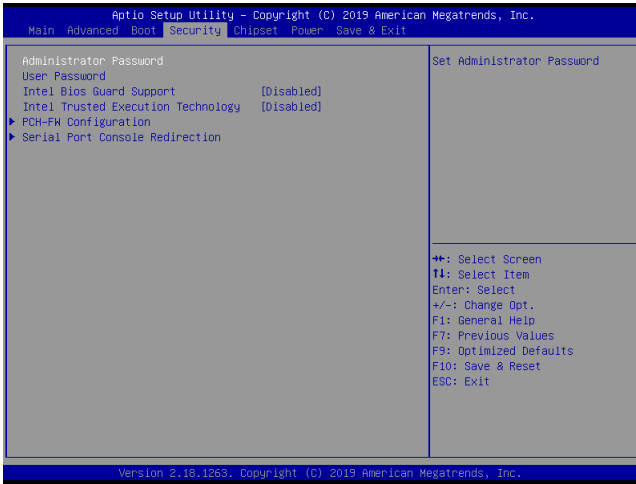 Aptio Setup Utility – Copyright (C) 2019 American Megatrends, Inc.
Main Advanced Boot Security Chipset Power Save & Exit
Administrator Password
User Password
Intel Bios Guard Support [Disabled]
Intel Trusted Execution Technology [Disabled]
► PCH-FW Configuration
► Serial Port Console Redirection
Set Administrator Password
→←: Select Screen
↑↓: Select Item
Enter: Select
+/-: Change Opt.
F1: General Help
F7: Previous Values
F9: Optimized Defaults
F10: Save & Reset
ESC: Exit
Version 2.18.1263. Copyright (C) 2019 American Megatrends, Inc.